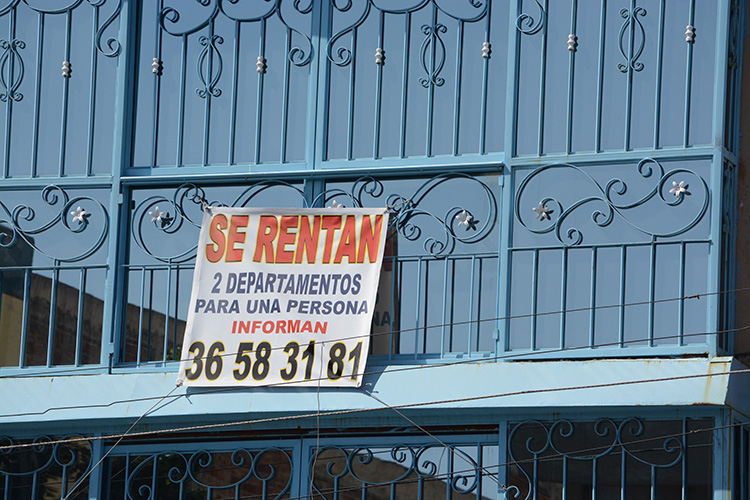 SE RENTAN
2 DEPARTAMENTOS
PARA UNA PERSONA
INFORMAN
36 58 31 81